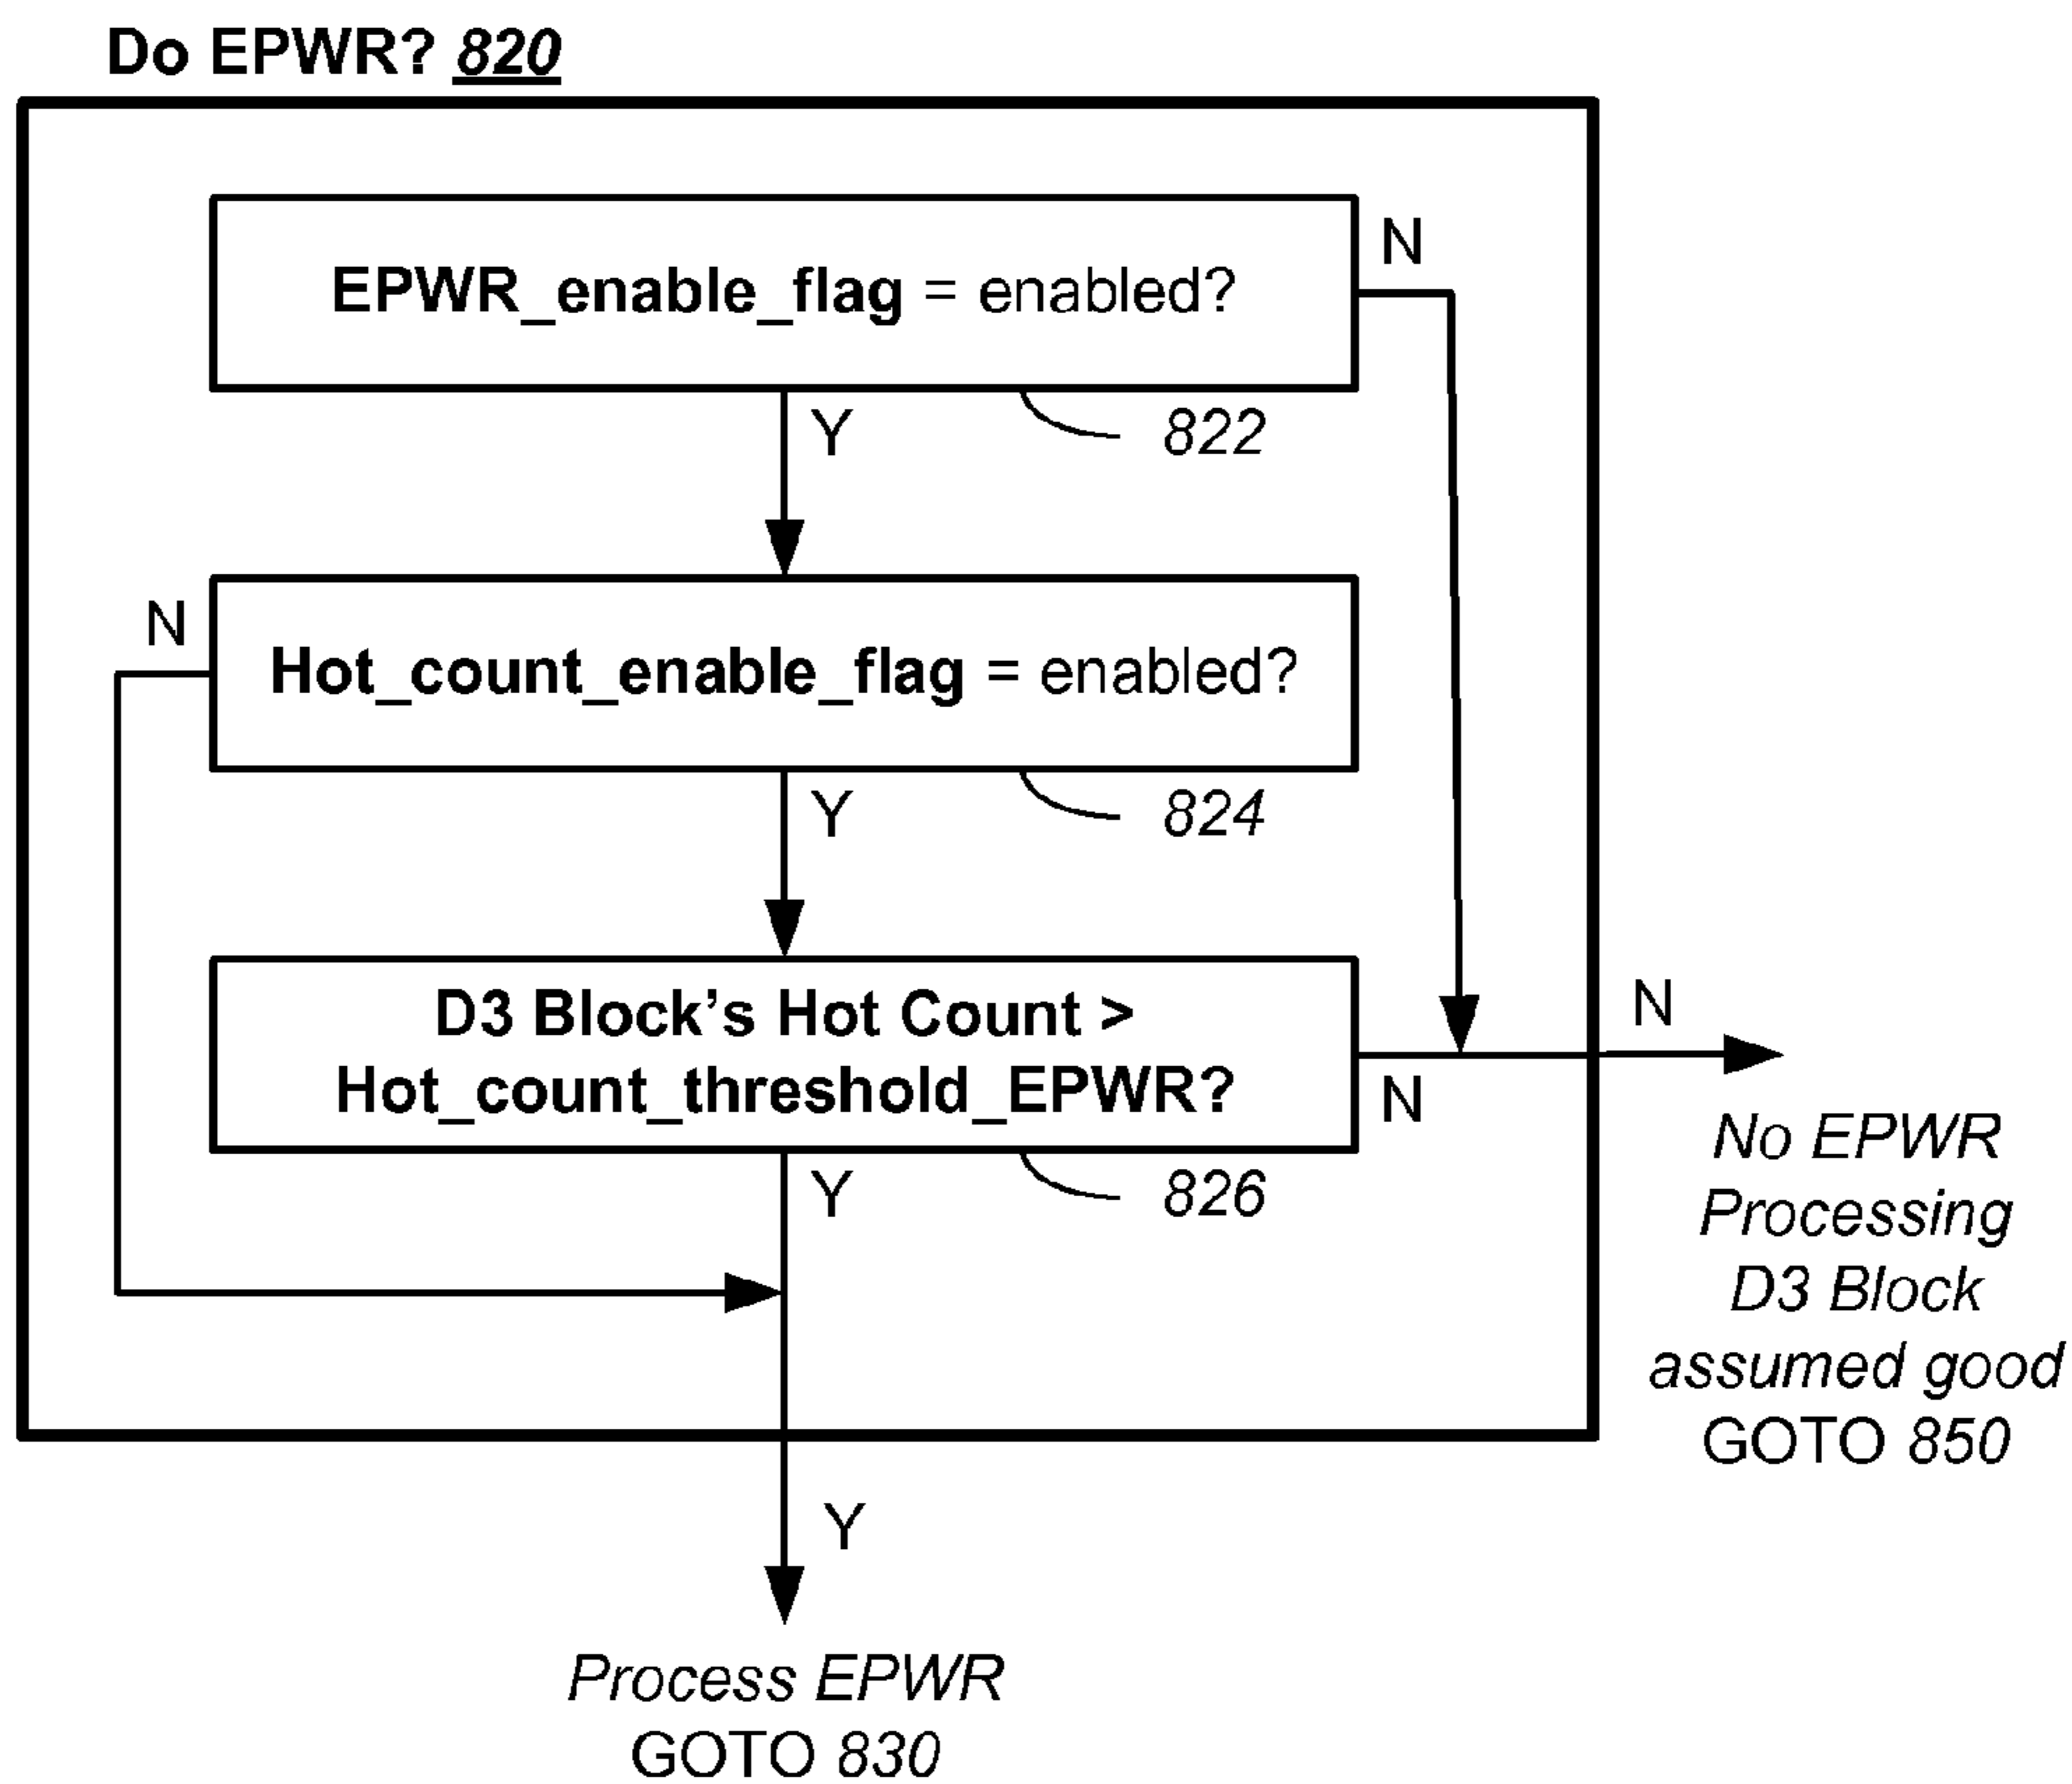 Do EPWR? 820
N
EPWR_enable_flag = enabled?
Y
822
N
Hot_count_enable_flag = enabled?
Y
824
D3 Block’s Hot Count >
Hot_count_threshold_EPWR?
N
N
Y
826
No EPWR
Processing
D3 Block
assumed good
GOTO 850
Y
Process EPWR
GOTO 830